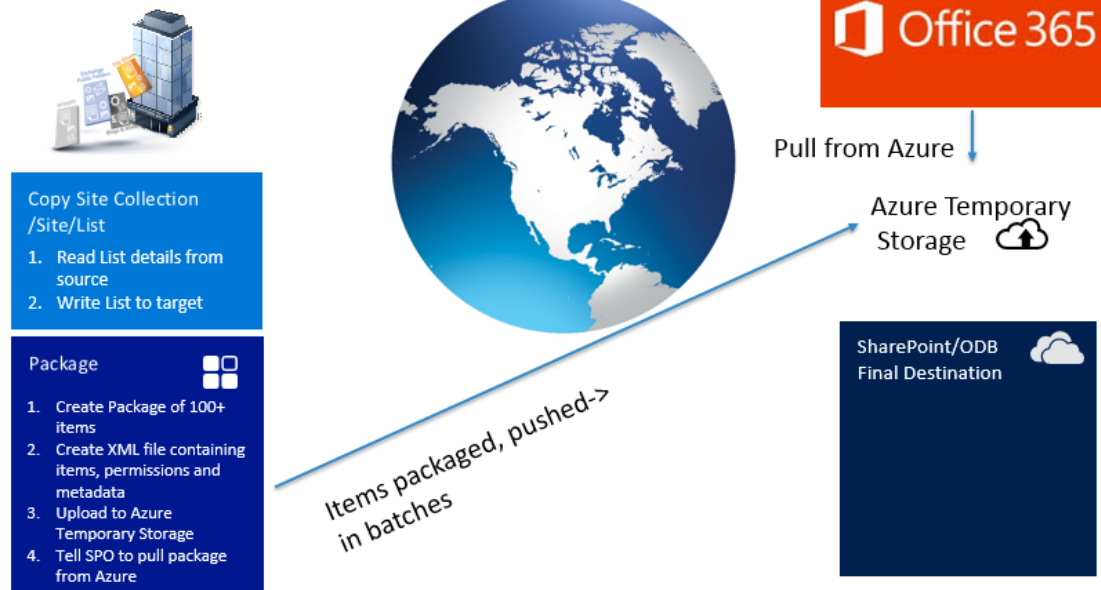 Exchange
Public Folders
Office 365
Pull from Azure
Azure Temporary
Storage
Copy Site Collection
/Site/List
1. Read List details from
source
2. Write List to target
Package
1. Create Package of 100+
items
2. Create XML file containing
items, permissions and
metadata
3. Upload to Azure
Temporary Storage
4. Tell SPO to pull package
from Azure
Items packaged, pushed->
in batches
SharePoint/ODB
Final Destination